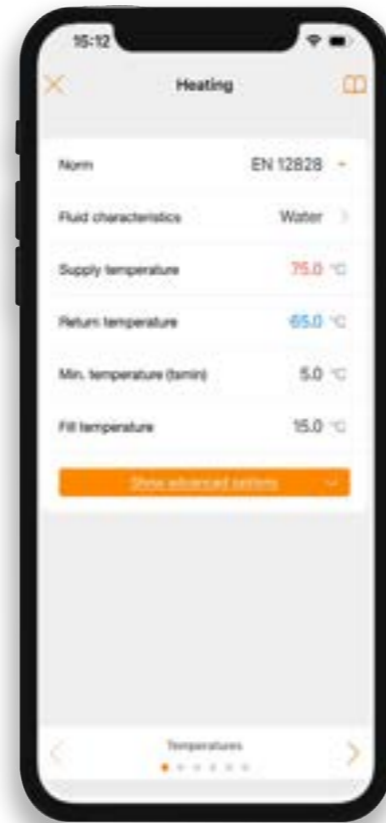 15:12
Heating
Norm EN 12828
Fluid characteristics Water
Supply temperature 75.0 °C
Return temperature 65.0 °C
Min. temperature (tsmin) 5.0 °C
Fill temperature 15.0 °C
Show advanced options
Temperatures